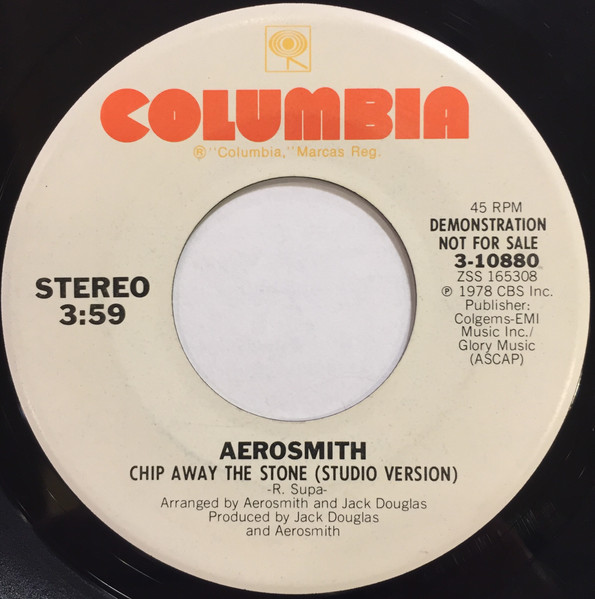 COLUMBIA
® "Columbia," Marcas Reg.
45 RPM
DEMONSTRATION
NOT FOR SALE
3-10880
ZSS 165308
℗ 1978 CBS Inc.
Publisher:
Colgems-EMI
Music Inc./
Glory Music
(ASCAP)
STEREO
3:59
AEROSMITH
CHIP AWAY THE STONE (STUDIO VERSION)
-R. Supa-
Arranged by Aerosmith and Jack Douglas
Produced by Jack Douglas
and Aerosmith